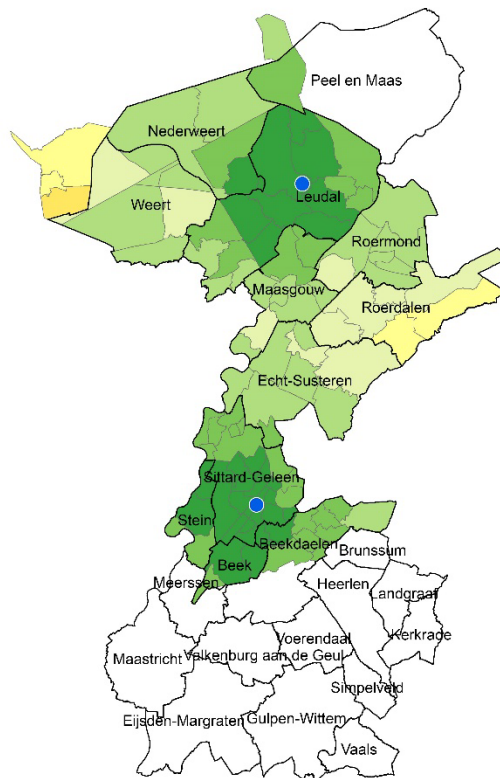 Peel en Maas
Nederweert
Leudal
Weert
Roermond
Maasgouw
Roerdalen
Echt-Susteren
Sittard-Geleen
Stein
Beekdaelen
Brunssum
Beek
Meerssen
Heerlen
Landgraaf
Voerendaal
Kerkrade
Maastricht
Valkenburg aan de Geul
Simpelveld
Eijsden-Margraten
Gulpen-Wittem
Vaals